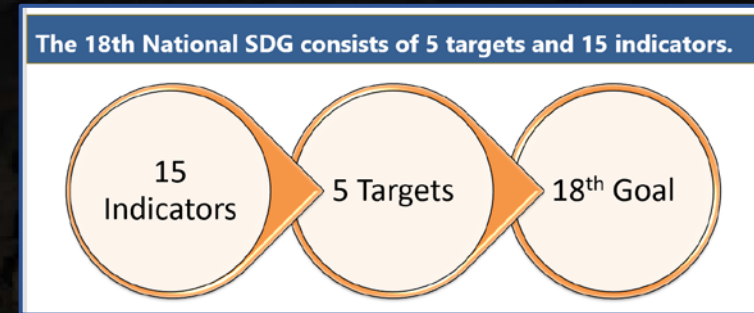 The 18th National SDG consists of 5 targets and 15 indicators.
15
Indicators
5 Targets
18th Goal